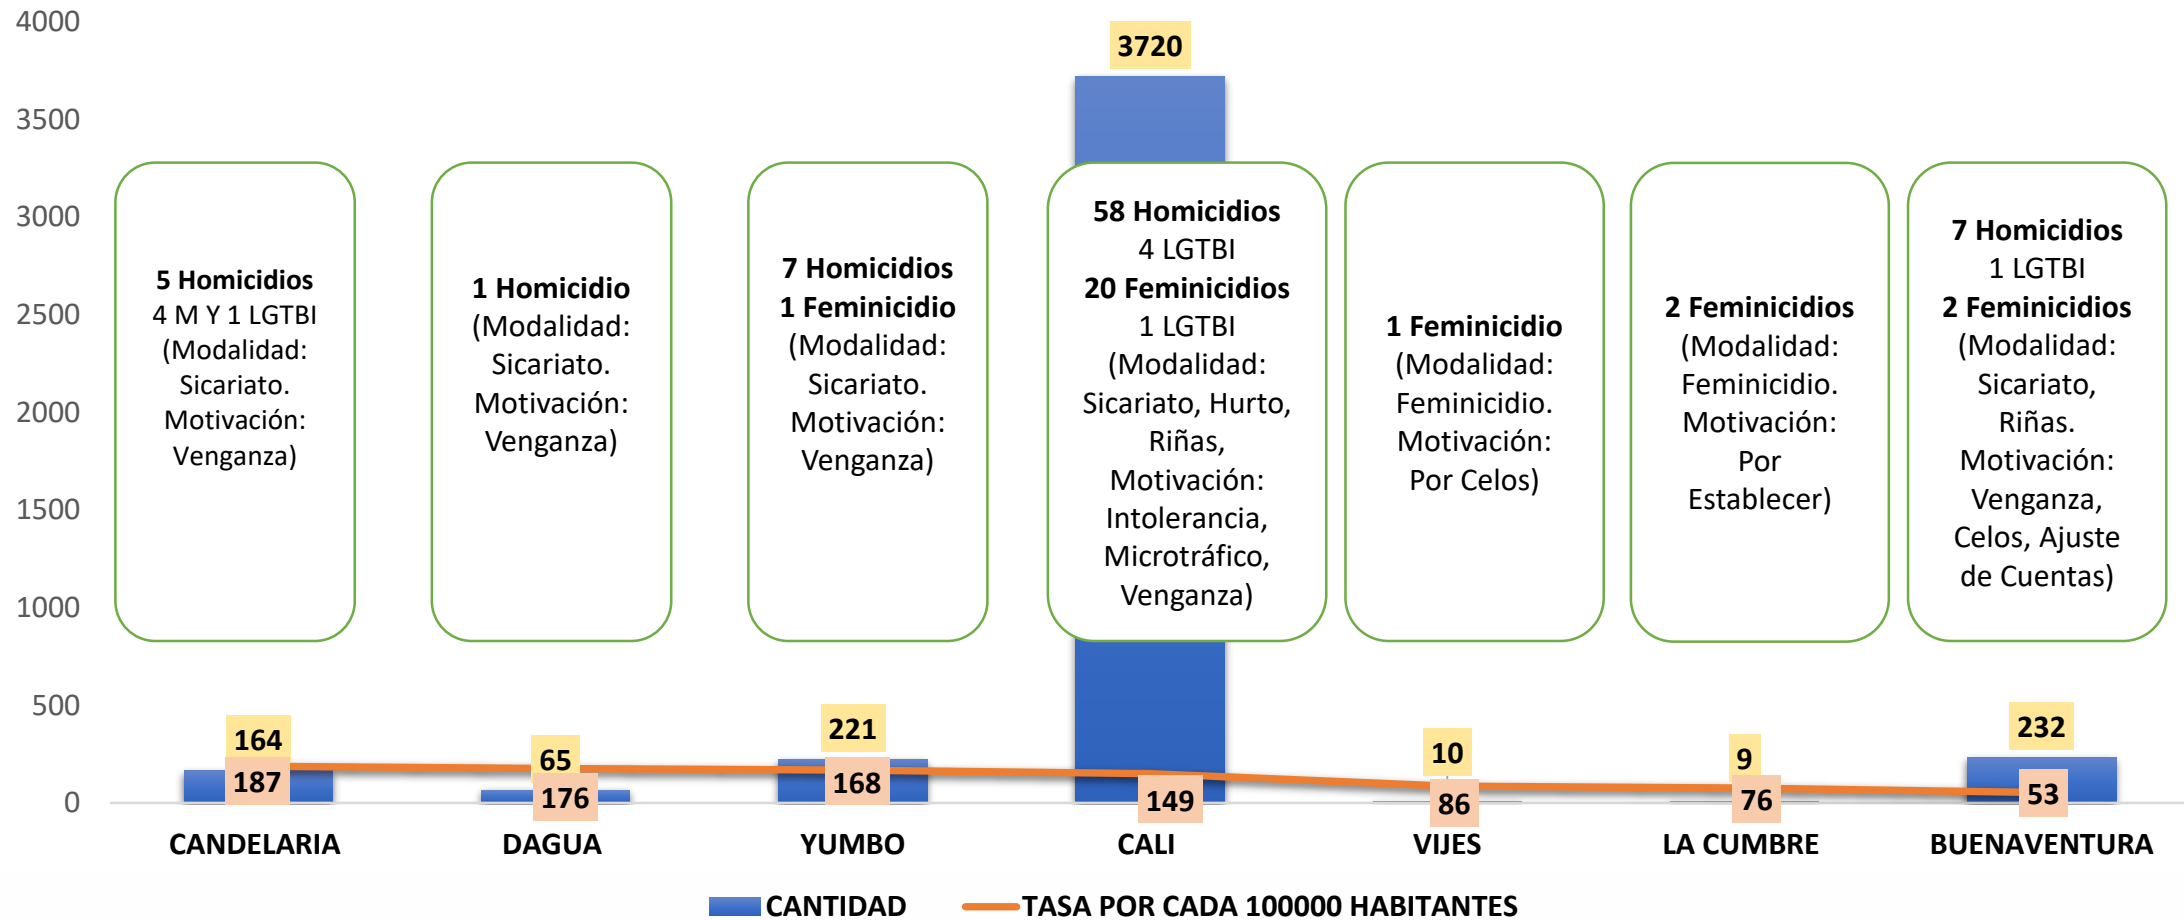 4000
3500
3000
2500
2000
1500
1000
500
0
5 Homicidios
4 M Y 1 LGTBI
(Modalidad:
Sicariato.
Motivación:
Venganza)
1 Homicidio
(Modalidad:
Sicariato.
Motivación:
Venganza)
7 Homicidios
1 Feminicidio
(Modalidad:
Sicariato.
Motivación:
Venganza)
3720
58 Homicidios
4 LGTBI
20 Feminicidios
1 LGTBI
(Modalidad:
Sicariato, Hurto,
Riñas,
Motivación:
Intolerancia,
Microtráfico,
Venganza)
1 Feminicidio
(Modalidad:
Feminicidio.
Motivación:
Por Celos)
2 Feminicidios
(Modalidad:
Feminicidio.
Motivación:
Por
Establecer)
7 Homicidios
1 LGTBI
2 Feminicidios
(Modalidad:
Sicariato,
Riñas.
Motivación:
Venganza,
Celos, Ajuste
de Cuentas)
164
187
65
176
221
168
149
10
86
9
76
232
53
CANDELARIA
DAGUA
YUMBO
CALI
VIJES
LA CUMBRE
BUENAVENTURA
CANTIDAD
TASA POR CADA 100000 HABITANTES